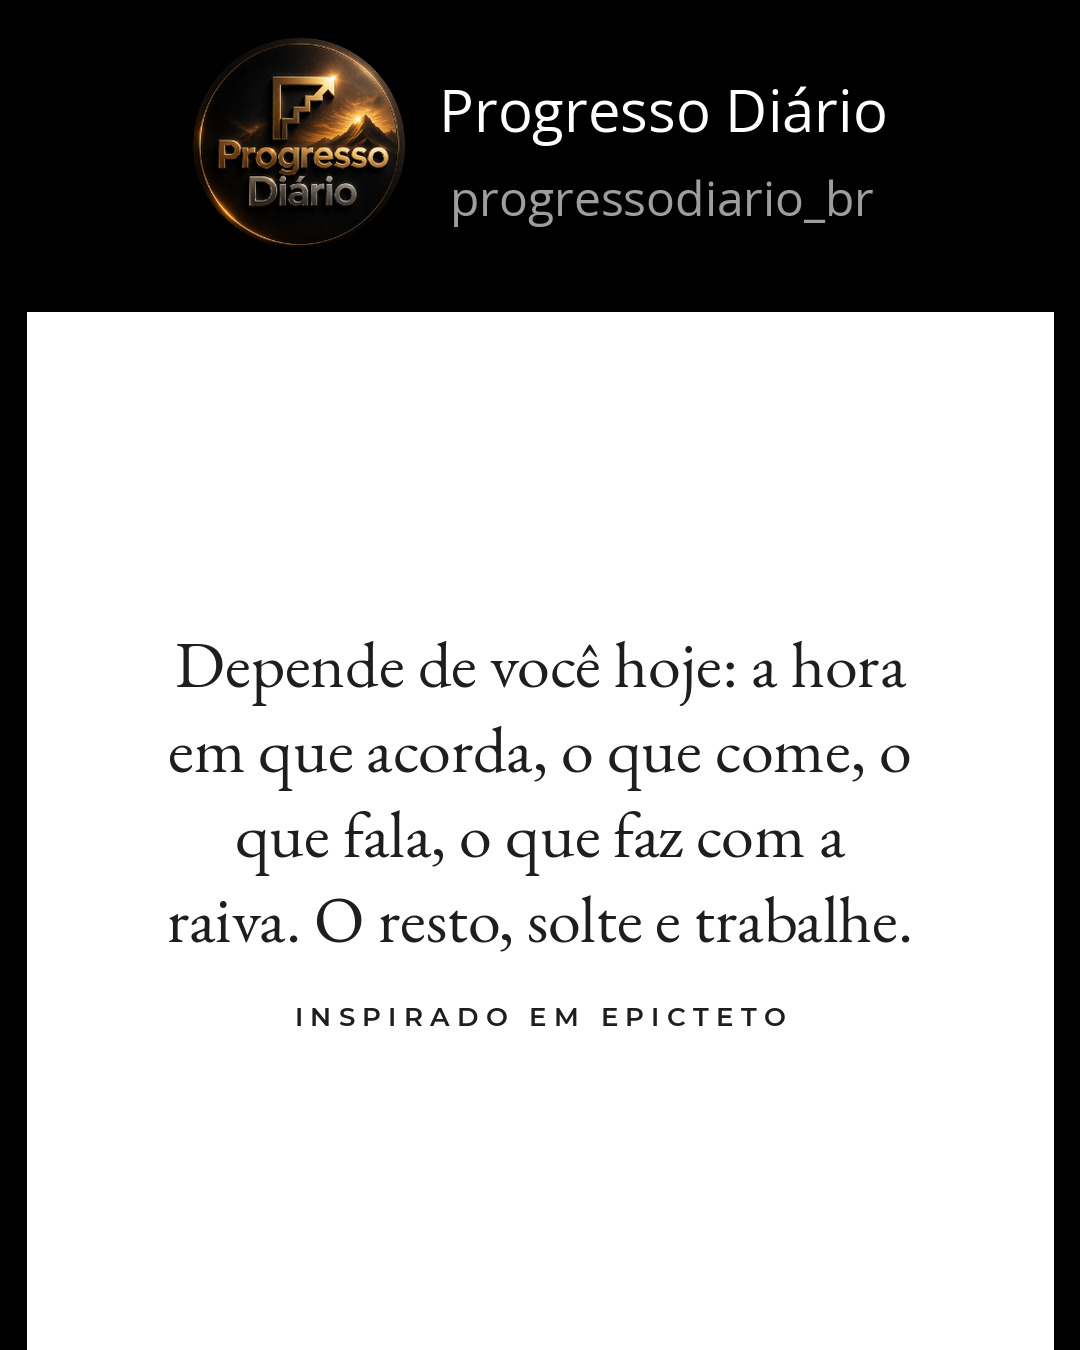 Progresso
Diário
Progresso Diário
progressodiario_br
Depende de você hoje: a hora
em que acorda, o que come, o
que fala, o que faz com a
raiva. O resto, solte e trabalhe.
INSPIRADO EM EPICTETO